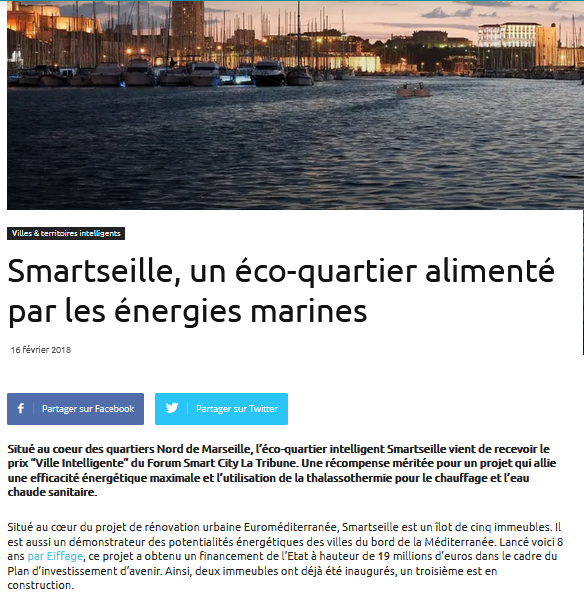 Villes & territoires intelligents
Smartseille, un éco-quartier alimenté
par les énergies marines
16 février 2018
Partager sur Facebook
Partager sur Twitter
Situé au coeur des quartiers Nord de Marseille, l'éco-quartier intelligent Smartseille vient de recevoir le
prix "Ville Intelligente" du Forum Smart City La Tribune. Une récompense méritée pour un projet qui allie
une efficacité énergétique maximale et l'utilisation de la thalassothermie pour le chauffage et l'eau
chaude sanitaire.
Situé au cœur du projet de rénovation urbaine Euroméditerranée, Smartseille est un îlot de cinq immeubles. Il
est aussi un démonstrateur des potentialités énergétiques des villes du bord de la Méditerranée. Lancé voici 8
ans par Eiffage, ce projet a obtenu un financement de l'Etat à hauteur de 19 millions d'euros dans le cadre du
Plan d'investissement d'avenir. Ainsi, deux immeubles ont déjà été inaugurés, un troisième est en
construction.